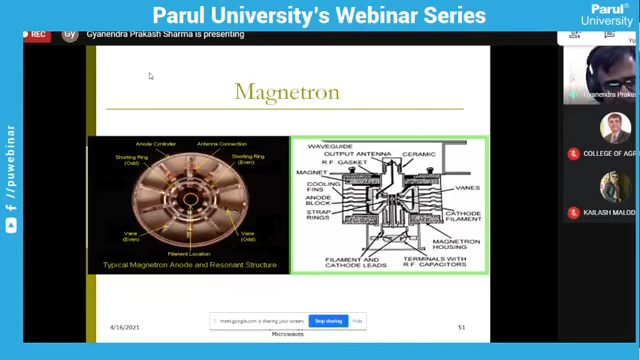 Parul University's Webinar Series
Parul®
University
REC
Gy
Gyanendra Prakash Sharma is presenting
Magnetron
Anode Cylinder
Antenna Connection
Shorting Ring
(Odd)
Shorting Ring
(Even)
Vane
(Even)
Vane
(Odd)
Filament Location
Typical Magnetron Anode and Resonant Structure
WAVEGUIDE
OUTPUT ANTENNA
CERAMIC
R.F. GASKET
MAGNET
COOLING
FINS
ANODE
BLOCK
STRAP
RINGS
VANES
CATHODE
FILAMENT
MAGNETRON
HOUSING
FILAMENT AND
CATHODE LEADS
TERMINALS WITH
R.F. CAPACITORS
4/16/2021
meet.google.com is sharing your screen.
Stop sharing
Hide
Microwaves
51
Gyanendra Prakas
COLLEGE OF AGR
KAILASH MALOD
/puwebinar